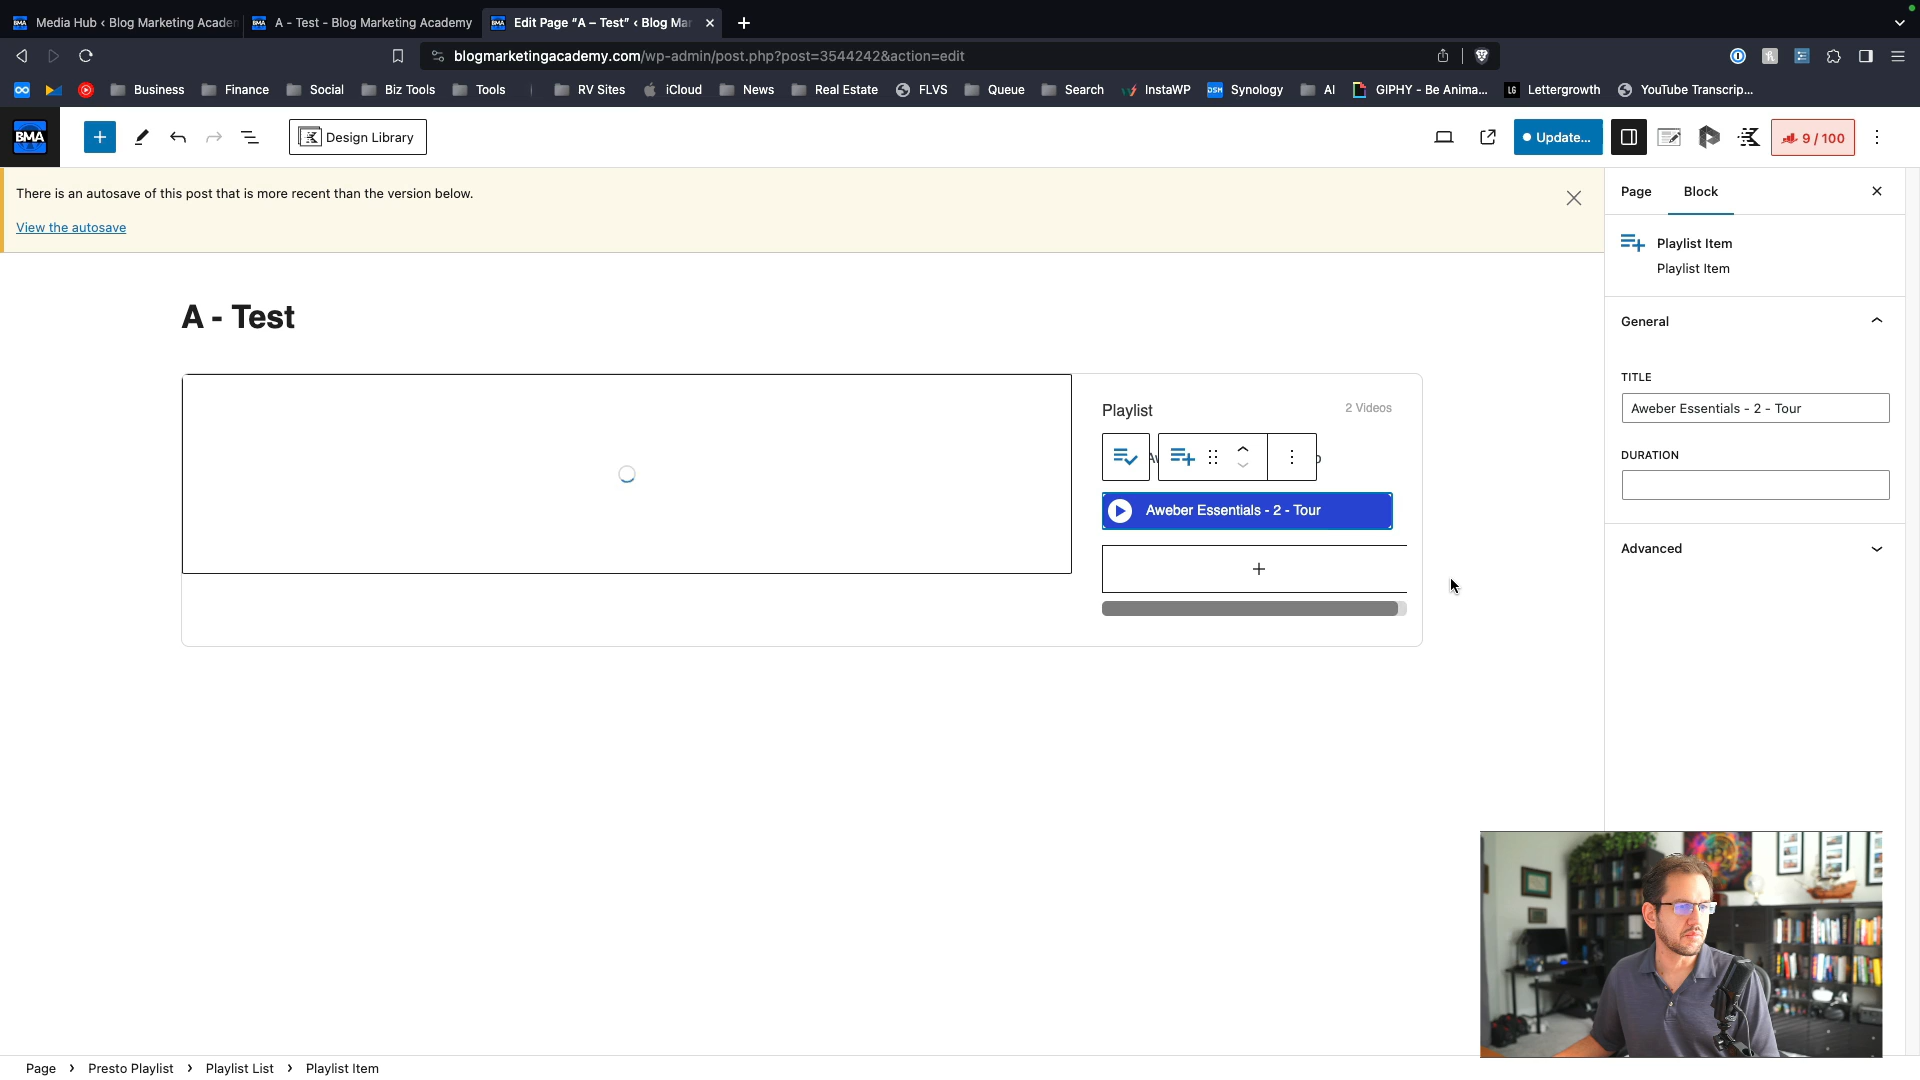 Media Hub ‹ Blog Marketing Academ
A - Test - Blog Marketing Academy
Edit Page "A – Test" ‹ Blog Mar
blogmarketingacademy.com/wp-admin/post.php?post=3544242&action=edit
Business
Finance
Social
Biz Tools
Tools
RV Sites
iCloud
News
Real Estate
FLVS
Queue
Search
InstaWP
DSM
Synology
AI
GIPHY - Be Anima...
LG
Lettergrowth
YouTube Transcrip...
BMA
Design Library
Update...
9 / 100
There is an autosave of this post that is more recent than the version below.
View the autosave
Page
Block
Playlist Item
Playlist Item
General
TITLE
Aweber Essentials - 2 - Tour
DURATION
Advanced
A - Test
Playlist
2 Videos
Aweber Essentials - 2 - Tour
Page › Presto Playlist › Playlist List › Playlist Item